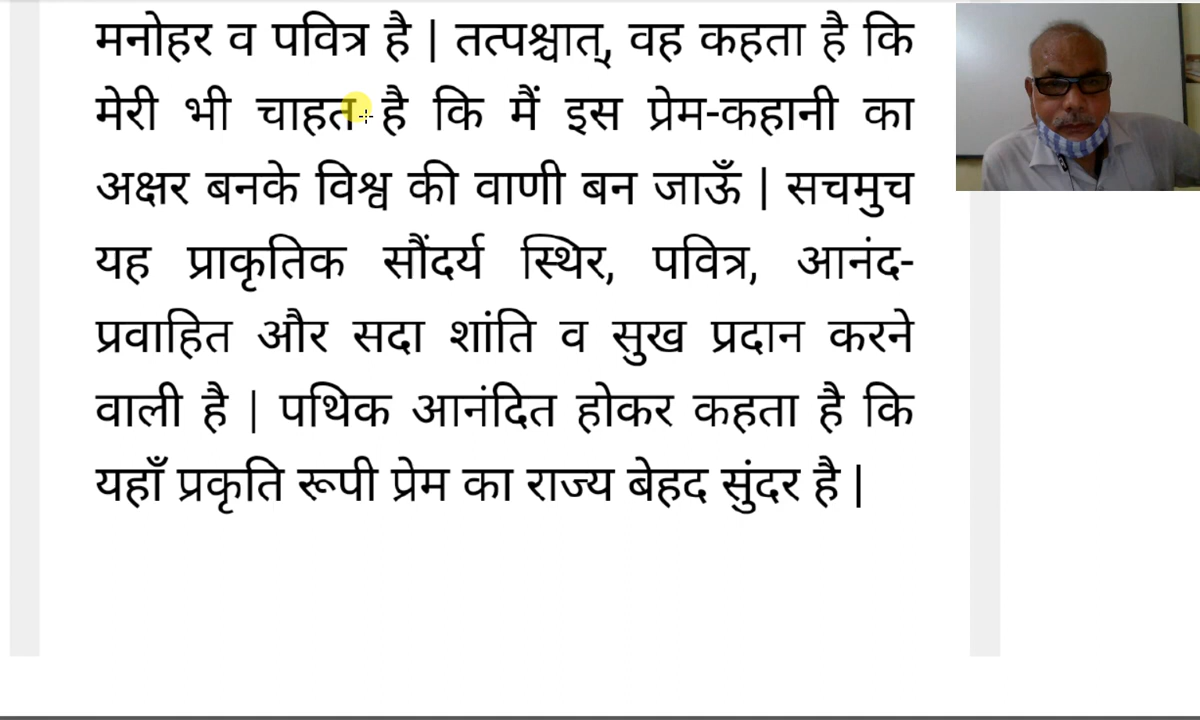 मनोहर व पवित्र है | तत्पश्चात्, वह कहता है कि
मेरी भी चाहत है कि मैं इस प्रेम-कहानी का
अक्षर बनके विश्व की वाणी बन जाऊँ | सचमुच
यह प्राकृतिक सौंदर्य स्थिर, पवित्र, आनंद-
प्रवाहित और सदा शांति व सुख प्रदान करने
वाली है | पथिक आनंदित होकर कहता है कि
यहाँ प्रकृति रूपी प्रेम का राज्य बेहद सुंदर है |